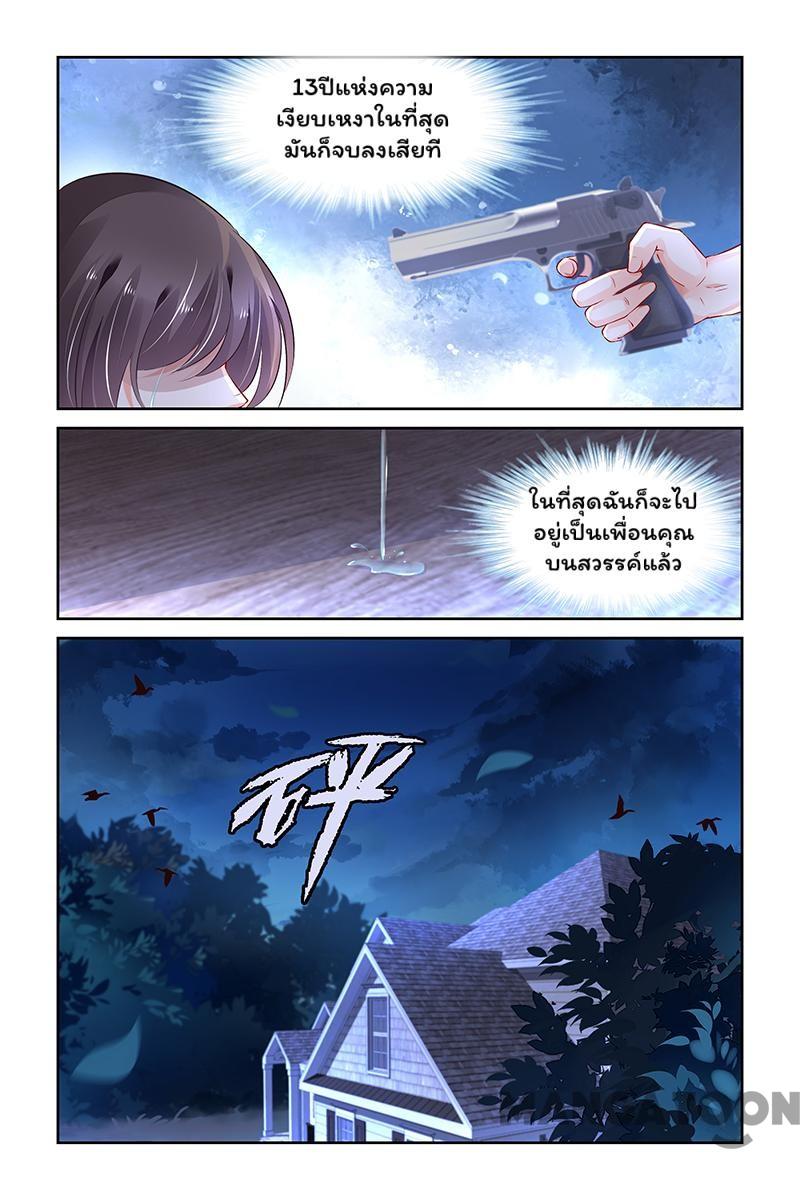 13ปีแห่งความ
เงียบเหงาในที่สุด
มันก็จบลงเสียที
ในที่สุดฉันก็จะไป
อยู่เป็นเพื่อนคุณ
บนสวรรค์แล้ว
砰
MANGATOON